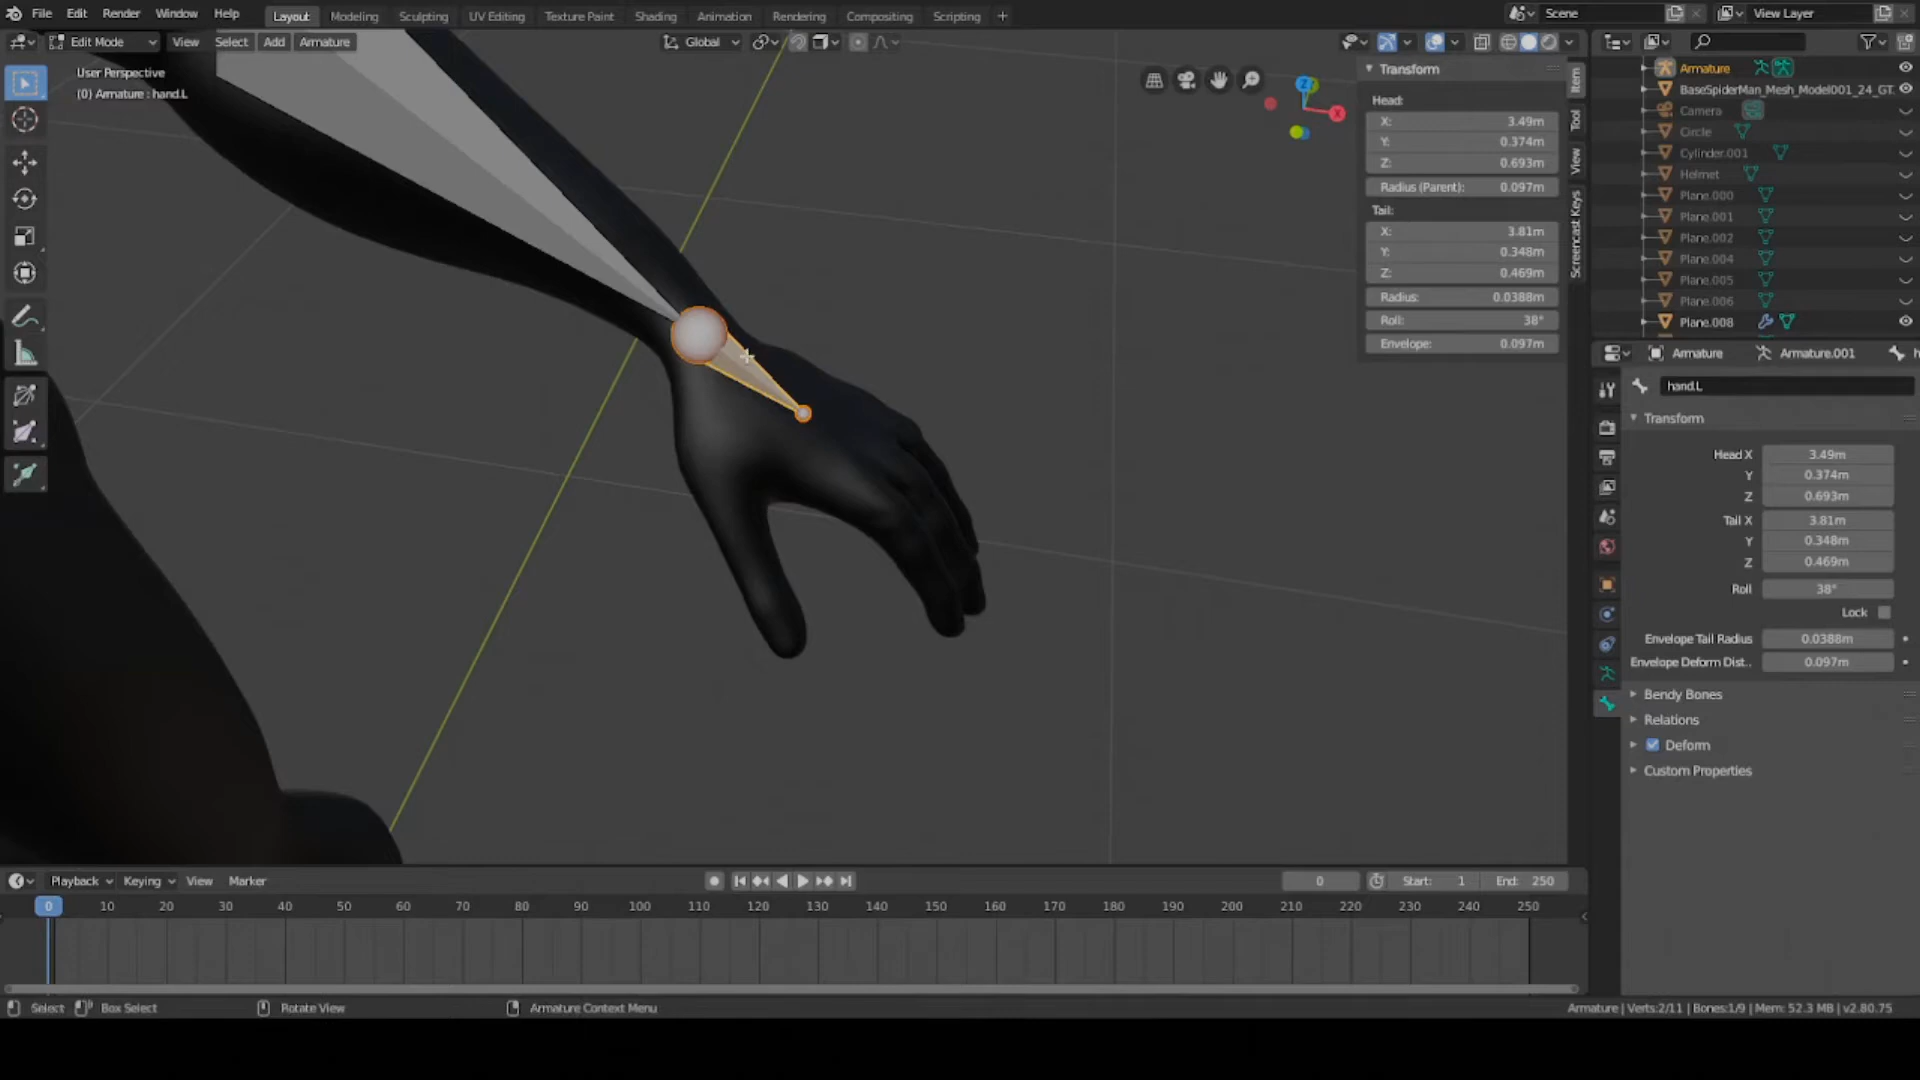 File Edit Render Window Help
Layout Modeling Sculpting UV Editing Texture Paint Shading Animation Rendering Compositing Scripting +
Scene
View Layer
Edit Mode View Select Add Armature
Global
User Perspective
(0) Armature : hand.L
Transform
Head:
X: 3.49m
Y: 0.374m
Z: 0.693m
Radius (Parent): 0.097m
Tail:
X: 3.81m
Y: 0.348m
Z: 0.469m
Radius: 0.0388m
Roll: 38°
Envelope: 0.097m
Item
Tool
View
Screencast Keys
Z
X
Armature
BaseSpiderMan_Mesh_Model001_24_GT.
Camera
Circle
Cylinder.001
Helmet
Plane.000
Plane.001
Plane.002
Plane.004
Plane.005
Plane.006
Plane.008
Armature Armature.001 h
hand.L
Transform
Head X 3.49m
Y 0.374m
Z 0.693m
Tail X 3.81m
Y 0.348m
Z 0.469m
Roll 38°
Lock
Envelope Tail Radius 0.0388m
Envelope Deform Dist.. 0.097m
Bendy Bones
Relations
Deform
Custom Properties
Playback Keying View Marker
0 Start: 1 End: 250
0 10 20 30 40 50 60 70 80 90 100 110 120 130 140 150 160 170 180 190 200 210 220 230 240 250
Select Box Select Rotate View Armature Context Menu
Armature | Verts:2/11 | Bones:1/9 | Mem: 52.3 MB | v2.80.75